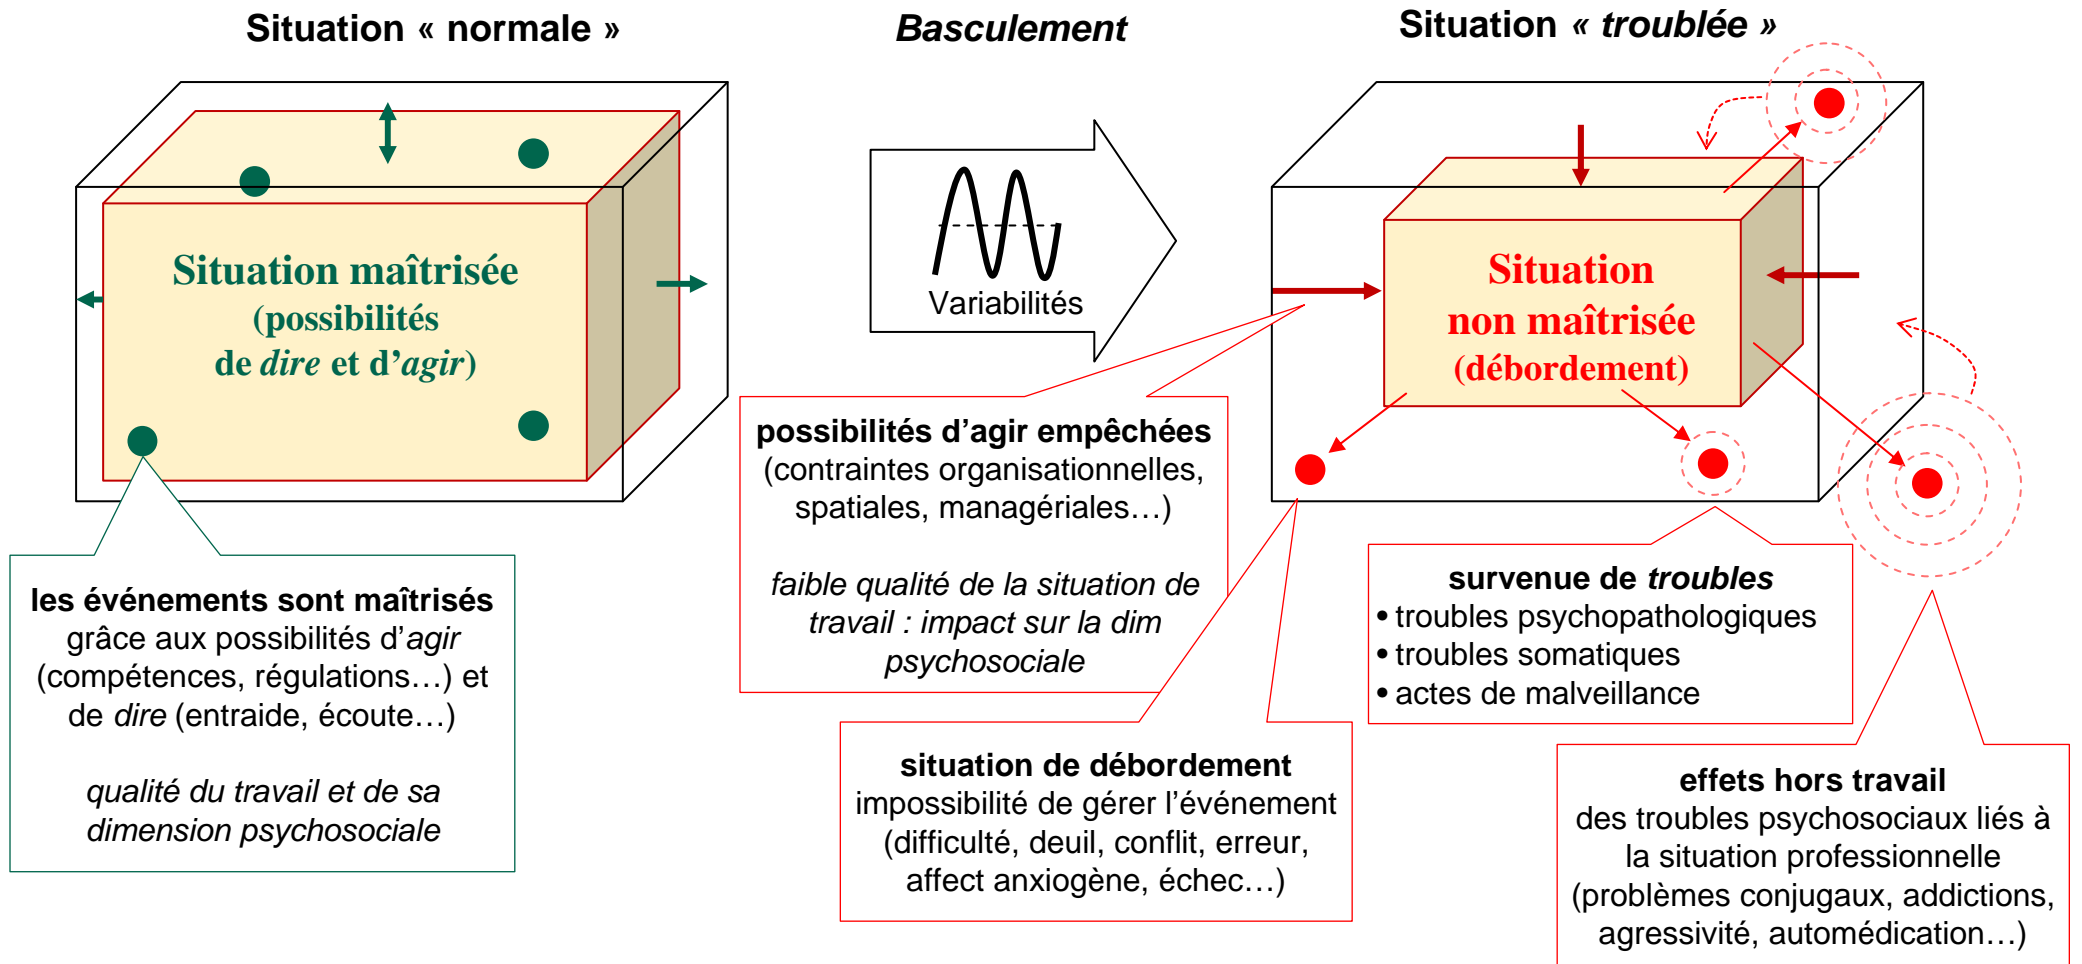 Situation « normale »
Basculement
Situation « troublée »
Situation maîtrisée
(possibilités
de dire et d’agir)
Variabilités
Situation
non maîtrisée
(débordement)
les événements sont maîtrisés
grâce aux possibilités d’agir
(compétences, régulations…) et
de dire (entraide, écoute…)
qualité du travail et de sa
dimension psychosociale
possibilités d’agir empêchées
(contraintes organisationnelles,
spatiales, managériales…)
faible qualité de la situation de
travail : impact sur la dim
psychosociale
situation de débordement
impossibilité de gérer l’événement
(difficulté, deuil, conflit, erreur,
affect anxiogène, échec…)
survenue de troubles
• troubles psychopathologiques
• troubles somatiques
• actes de malveillance
effets hors travail
des troubles psychosociaux liés à
la situation professionnelle
(problèmes conjugaux, addictions,
agressivité, automédication…)